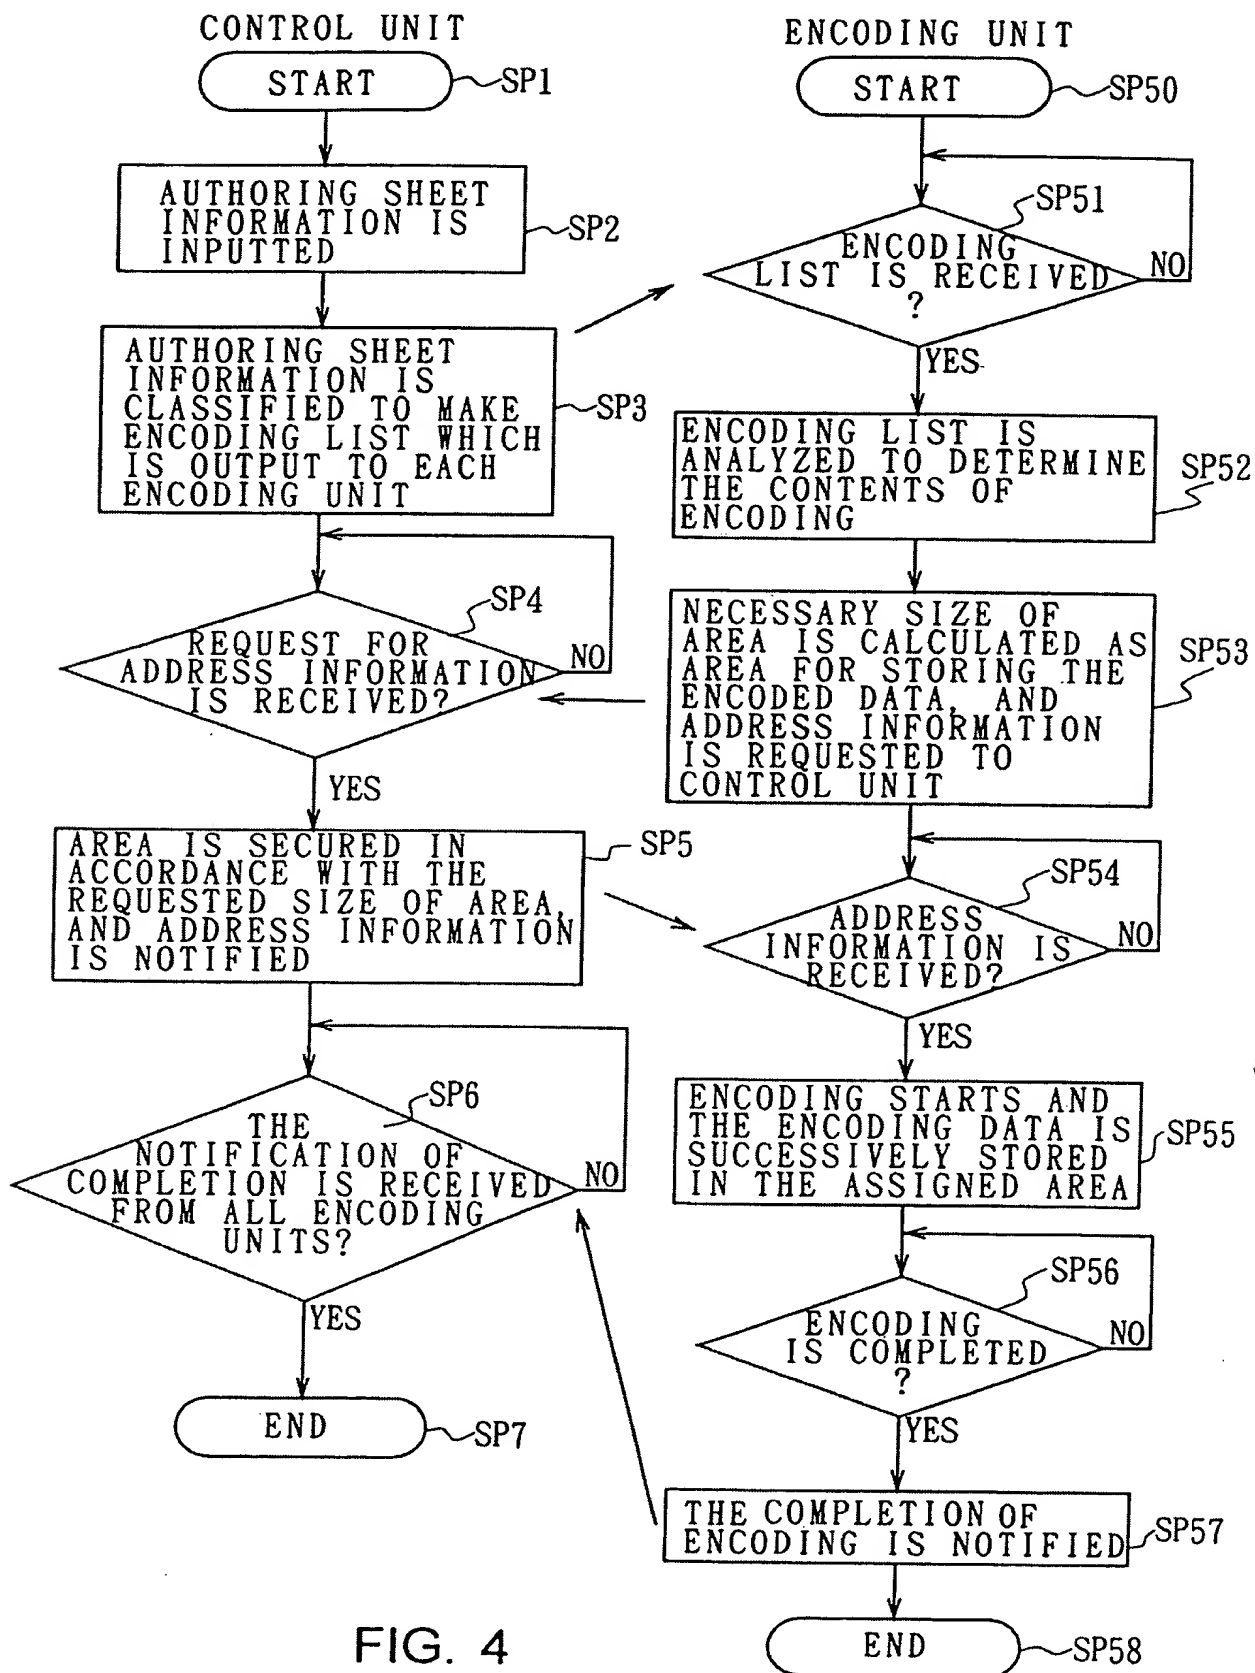 CONTROL UNIT
START
SP1
AUTHORING SHEET
INFORMATION IS
INPUTTED
SP2
AUTHORING SHEET
INFORMATION IS
CLASSIFIED TO MAKE
ENCODING LIST WHICH
IS OUTPUT TO EACH
ENCODING UNIT
SP3
SP4
REQUEST FOR
ADDRESS INFORMATION
IS RECEIVED?
NO
YES
AREA IS SECURED IN
ACCORDANCE WITH THE
REQUESTED SIZE OF AREA,
AND ADDRESS INFORMATION
IS NOTIFIED
SP5
SP6
THE
NOTIFICATION OF
COMPLETION IS RECEIVED
FROM ALL ENCODING
UNITS?
NO
YES
END
SP7
ENCODING UNIT
START
SP50
SP51
ENCODING
LIST IS RECEIVED
?
NO
YES
ENCODING LIST IS
ANALYZED TO DETERMINE
THE CONTENTS OF
ENCODING
SP52
NECESSARY SIZE OF
AREA IS CALCULATED AS
AREA FOR STORING THE
ENCODED DATA, AND
ADDRESS INFORMATION
IS REQUESTED TO
CONTROL UNIT
SP53
SP54
ADDRESS
INFORMATION IS
RECEIVED?
NO
YES
ENCODING STARTS AND
THE ENCODING DATA IS
SUCCESSIVELY STORED
IN THE ASSIGNED AREA
SP55
SP56
ENCODING
IS COMPLETED
?
NO
YES
THE COMPLETION OF
ENCODING IS NOTIFIED
SP57
END
SP58
FIG. 4